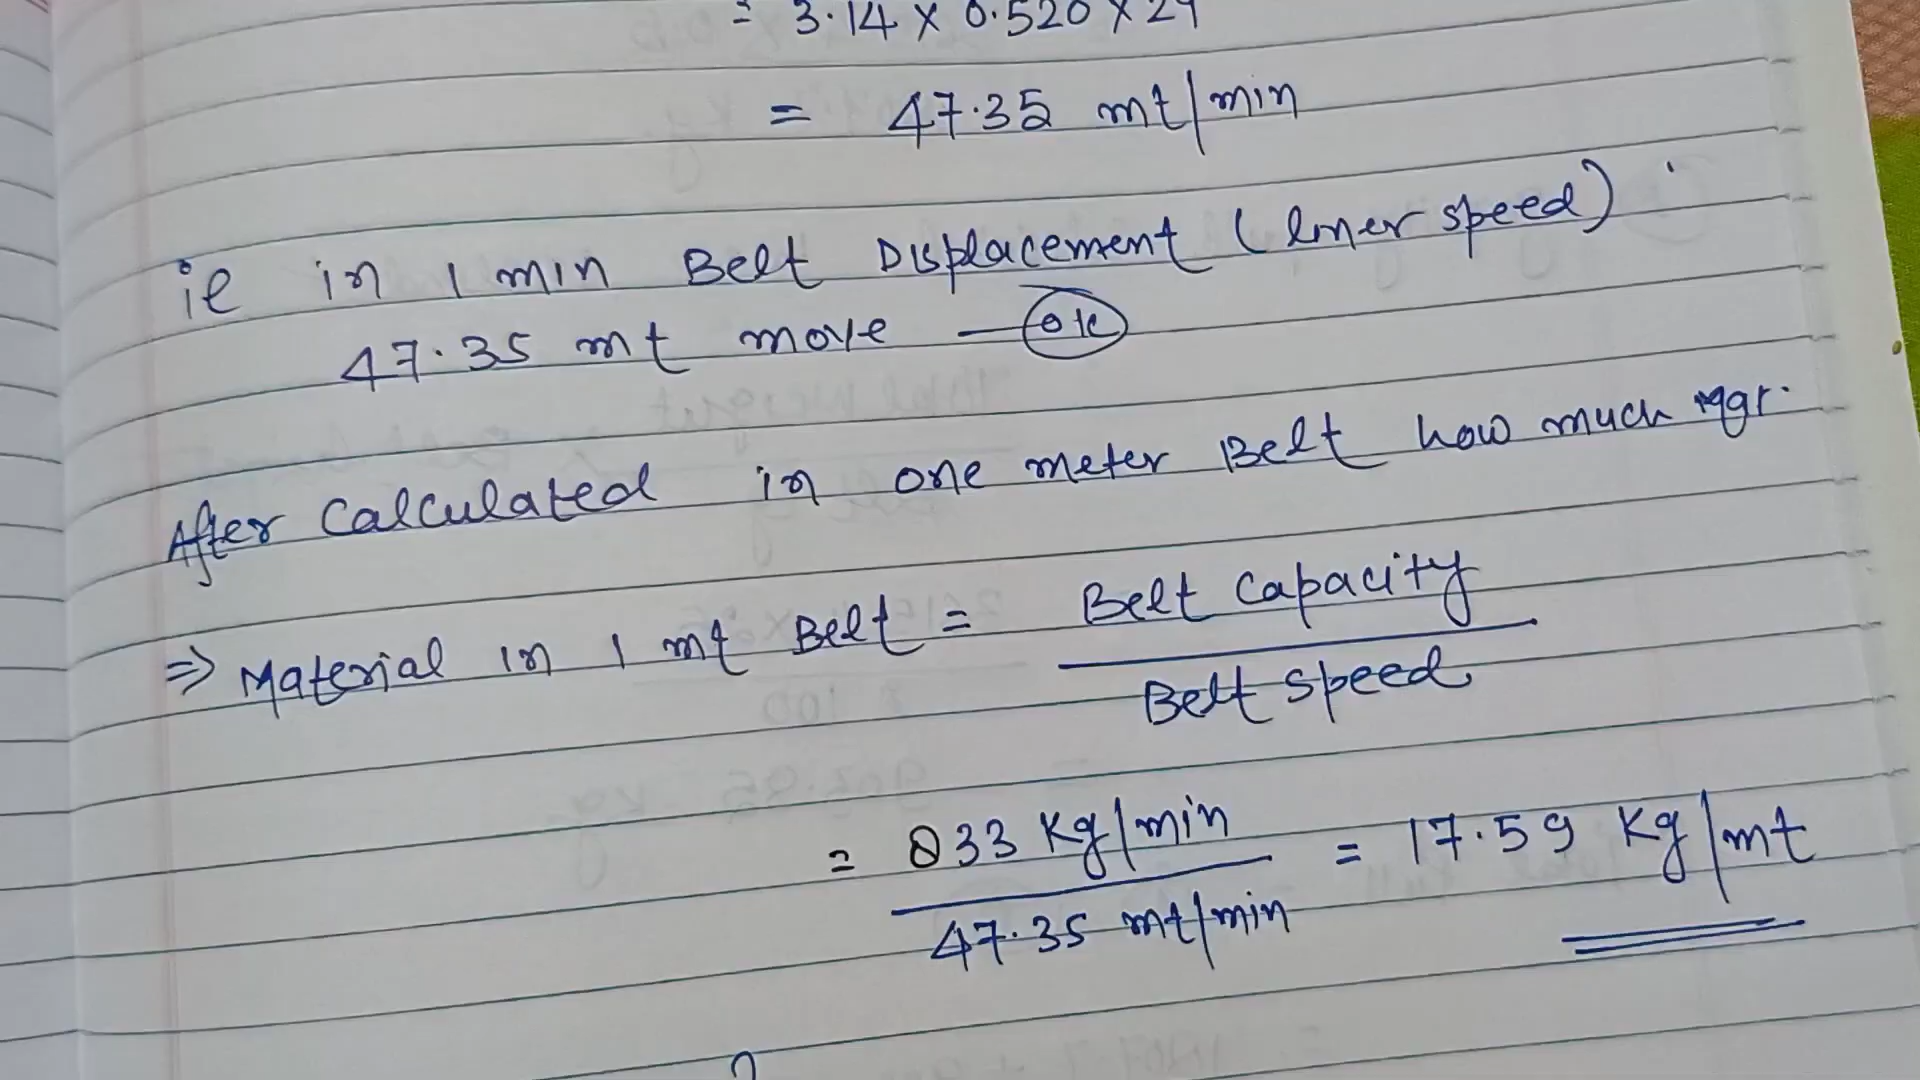 = 3.14 x 0.520 x 29
= 47.35 mt/min
ie in 1 min Belt Displacement (liner speed)
47.35 mt move — ok
After Calculated in one meter Belt how much
⇒ Material in 1 mt Belt = Belt Capacity / Belt speed
= 833 Kg/min / 47.35 mt/min = 17.59 Kg/mt